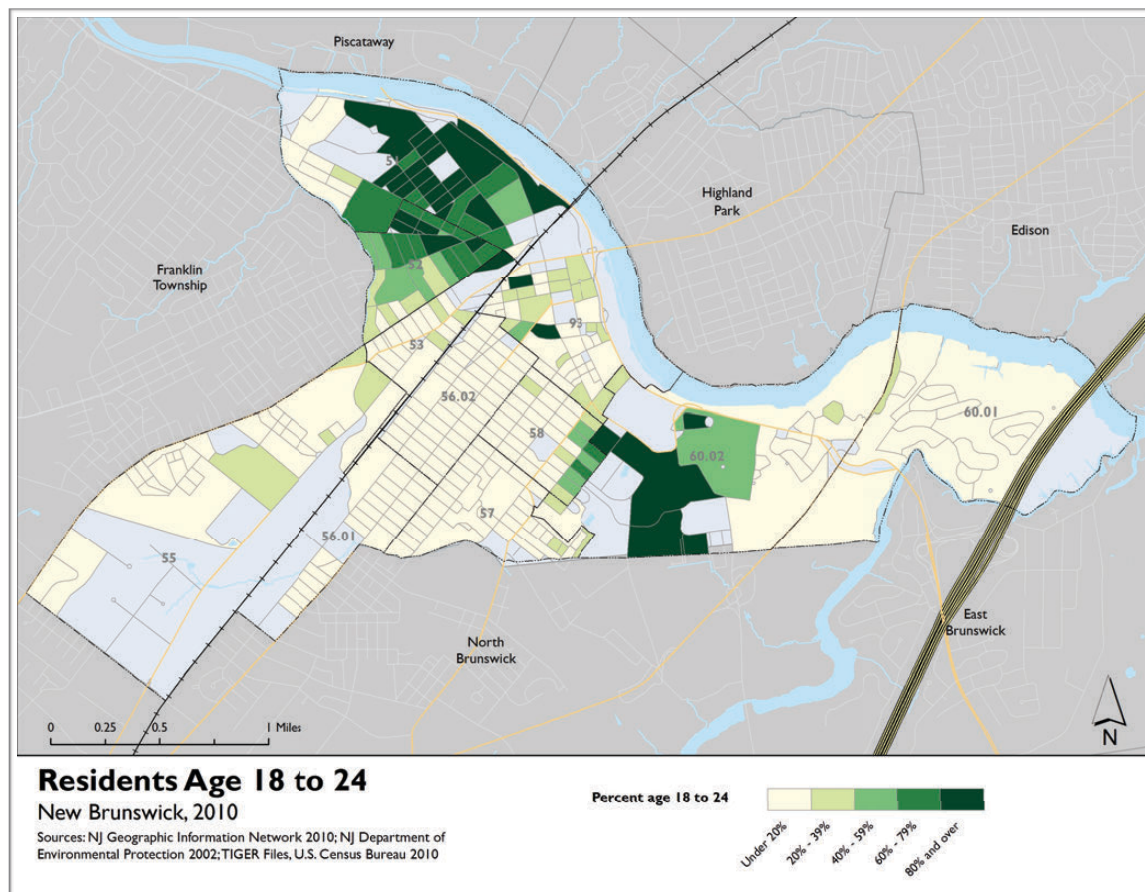 Piscataway
51
Highland
Park
Edison
Franklin
Township
52
93
53
56.02
60.01
58
60.02
57
56.01
55
East
Brunswick
North
Brunswick
0 0.25 0.5 1 Miles
N
Residents Age 18 to 24
New Brunswick, 2010
Sources: NJ Geographic Information Network 2010; NJ Department of
Environmental Protection 2002; TIGER Files, U.S. Census Bureau 2010
Percent age 18 to 24
Under 20%
20% - 39%
40% - 59%
60% - 79%
80% and over